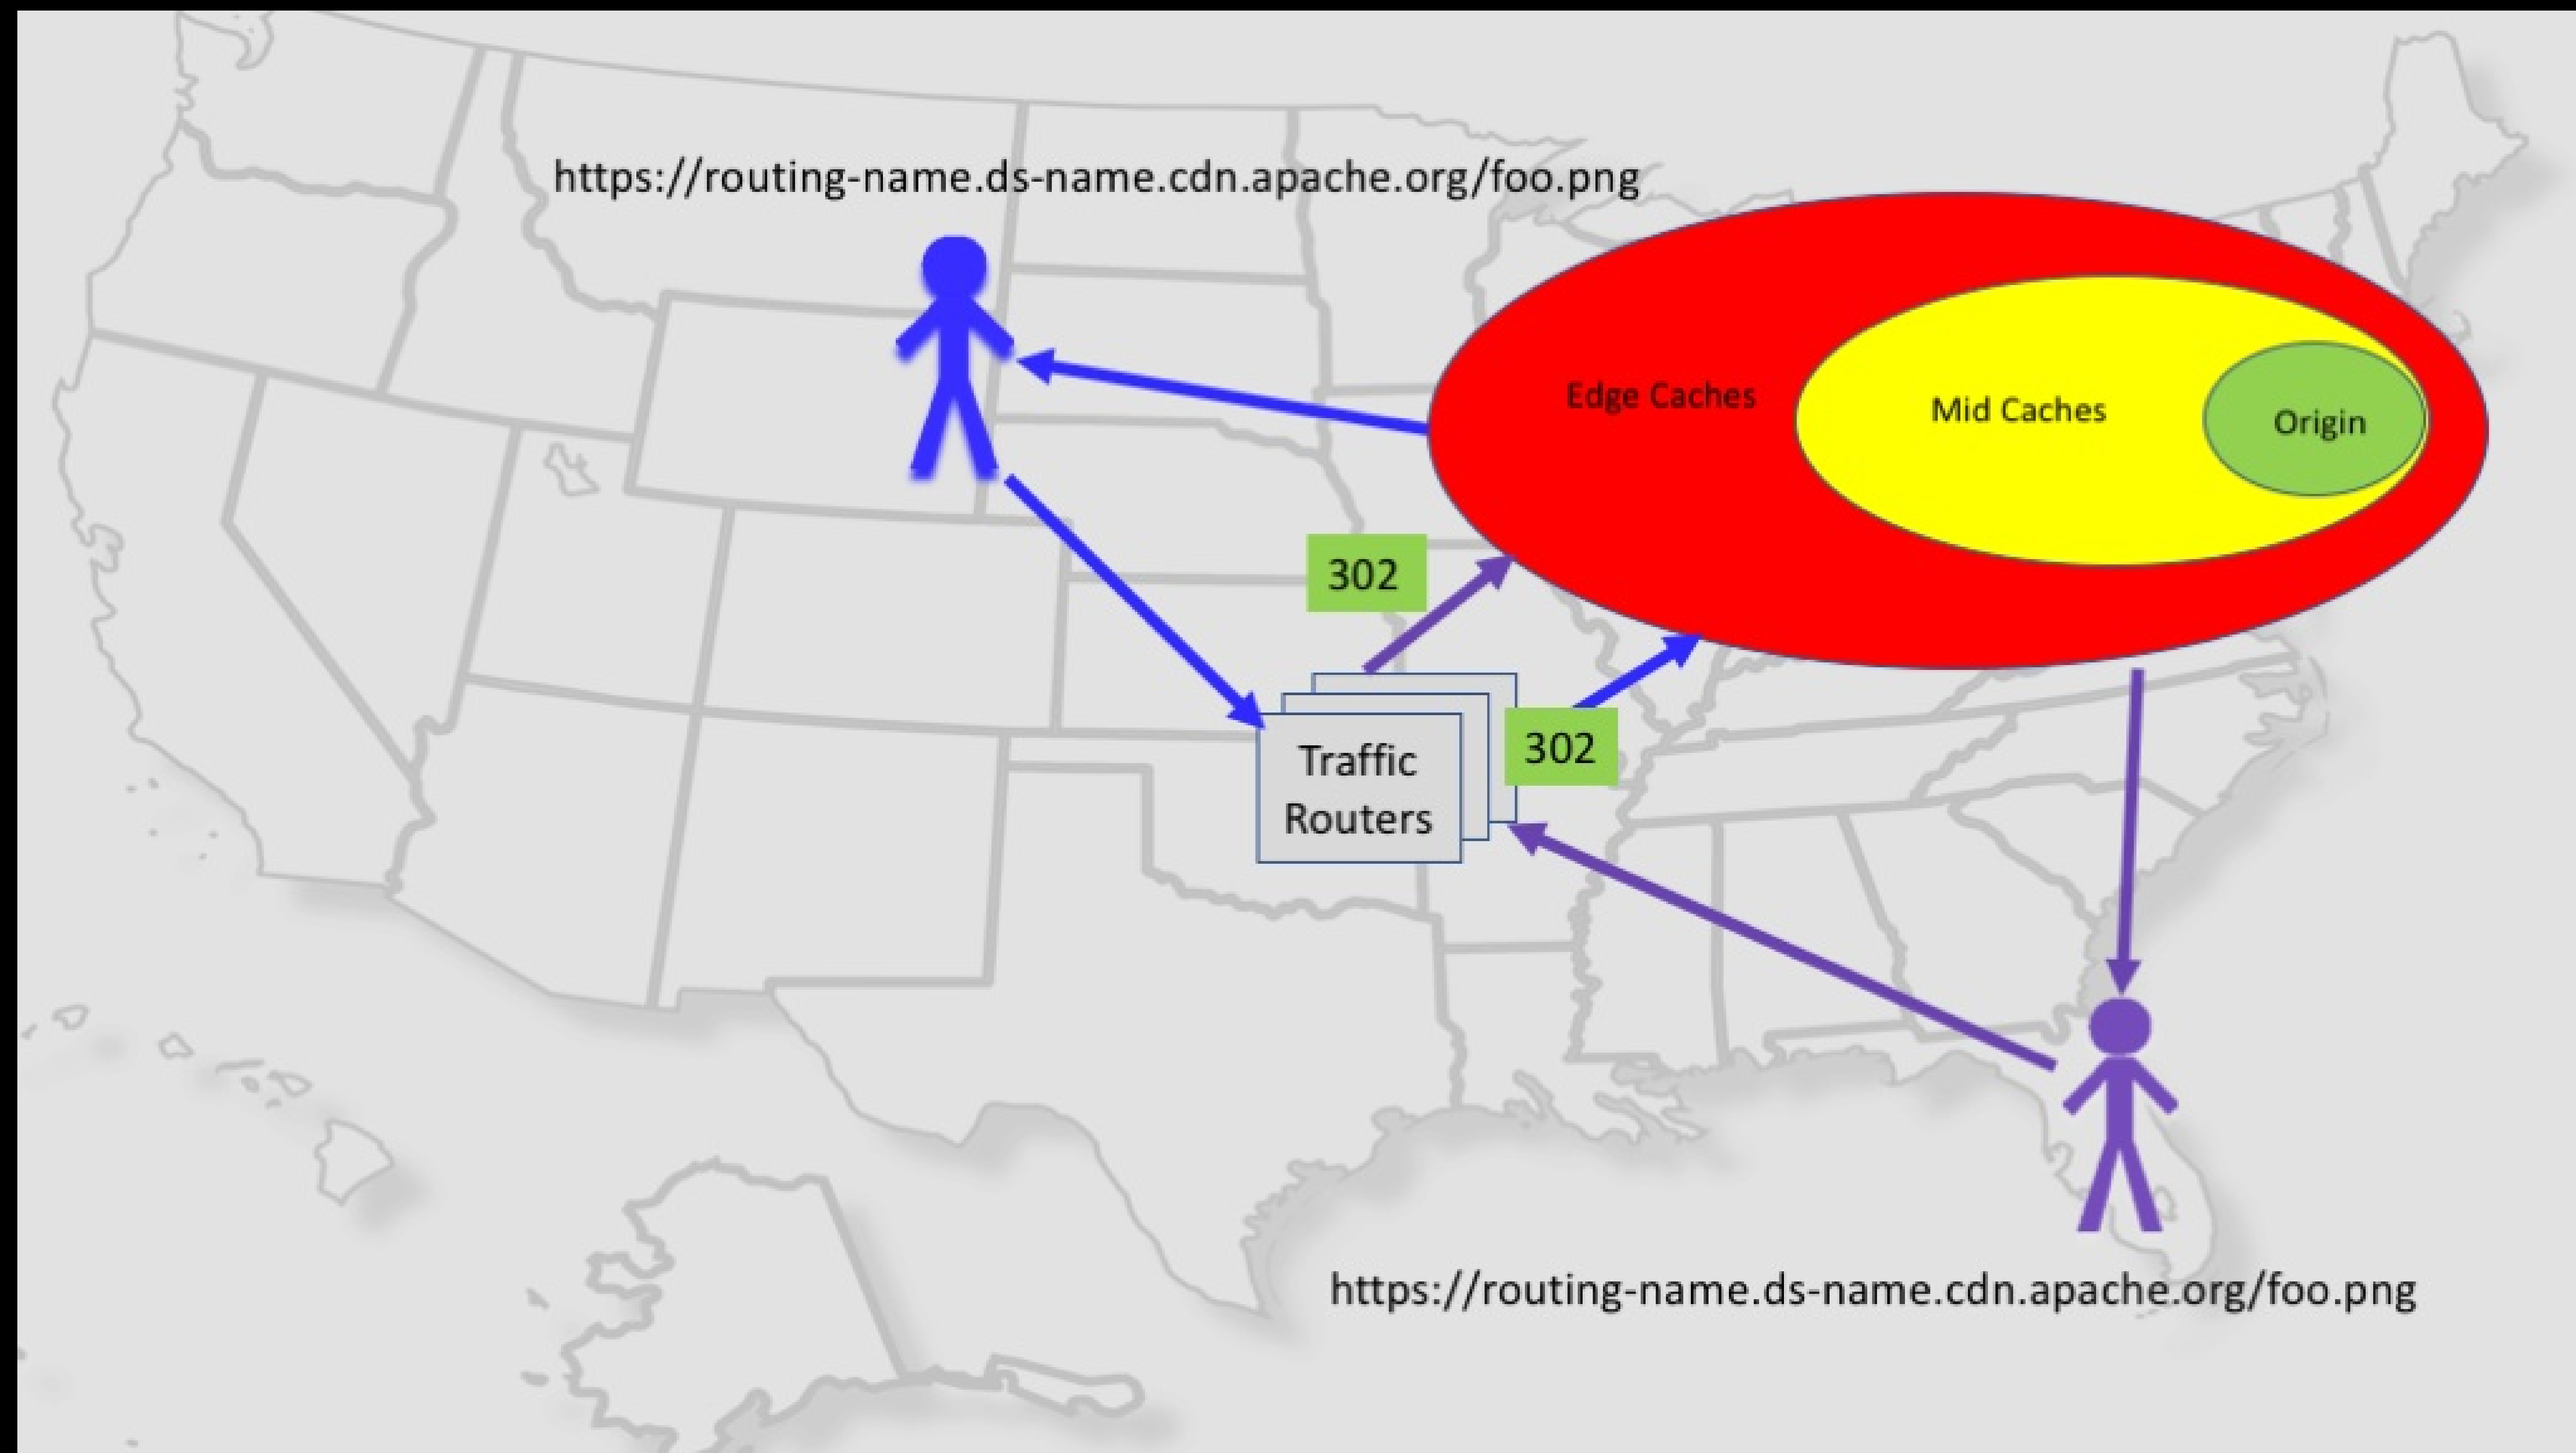 https://routing-name.ds-name.cdn.apache.org/foo.png
Edge Caches
Mid Caches
Origin
302
302
Traffic
Routers
https://routing-name.ds-name.cdn.apache.org/foo.png